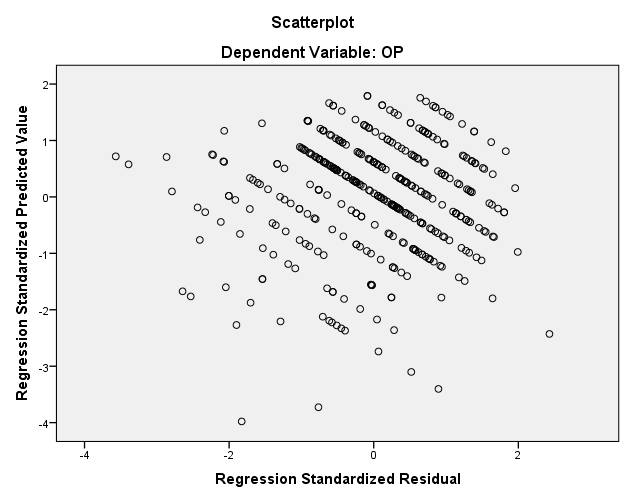 Scatterplot
Dependent Variable: OP
Regression Standardized Predicted Value
2
1
0
-1
-2
-3
-4
-4
-2
0
2
Regression Standardized Residual